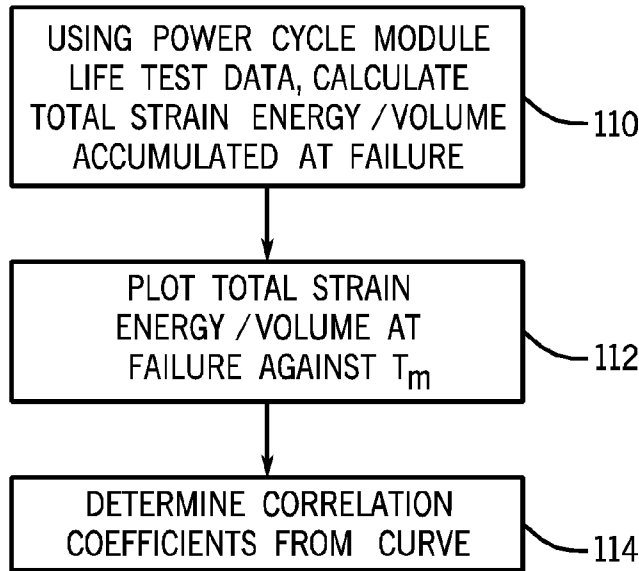 USING POWER CYCLE MODULE
LIFE TEST DATA, CALCULATE
TOTAL STRAIN ENERGY/VOLUME
ACCUMULATED AT FAILURE
110
PLOT TOTAL STRAIN
ENERGY/VOLUME AT
FAILURE AGAINST Tm
112
DETERMINE CORRELATION
COEFFICIENTS FROM CURVE
114